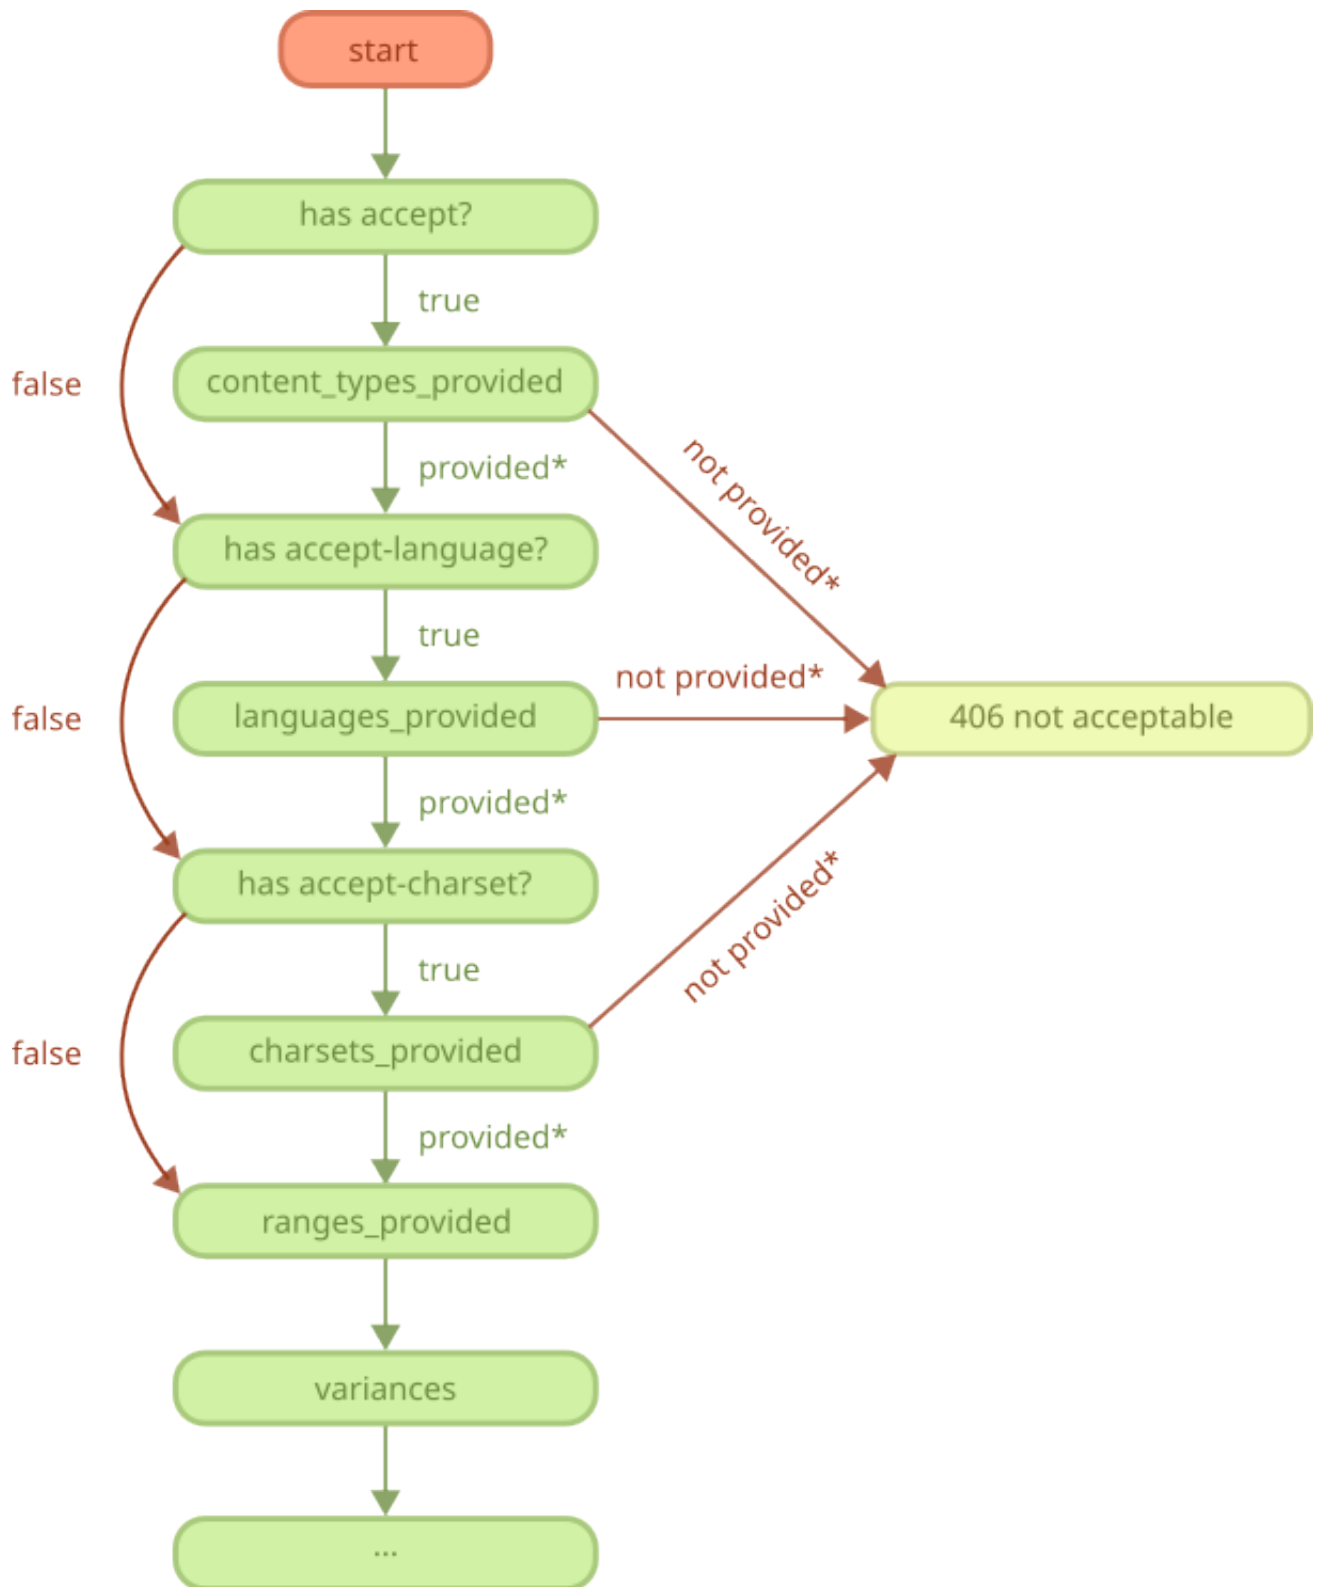 start
has accept?
true
false
content_types_provided
provided*
not provided*
has accept-language?
true
false
languages_provided
not provided*
406 not acceptable
provided*
has accept-charset?
true
not provided*
false
charsets_provided
provided*
ranges_provided
variances
...